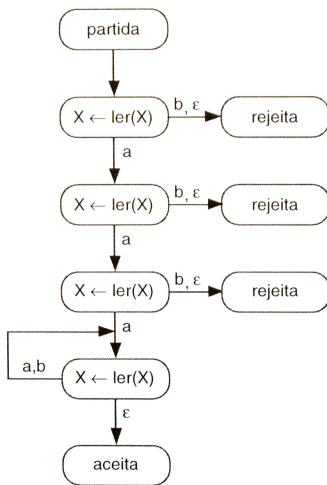 partida
X ← ler(X)
b, ε
rejeita
a
X ← ler(X)
b, ε
rejeita
a
X ← ler(X)
b, ε
rejeita
a
a,b
X ← ler(X)
ε
aceita